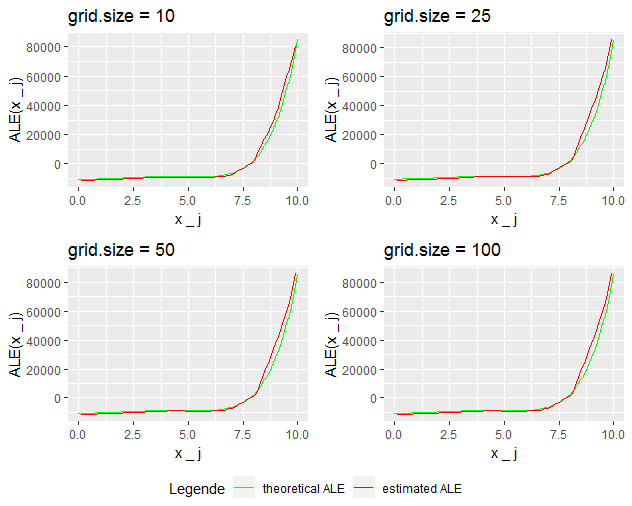 grid.size = 10
80000
60000
40000
20000
0
ALE(x _ j)
0.0 2.5 5.0 7.5 10.0
x _ j
grid.size = 25
80000
60000
40000
20000
0
ALE(x _ j)
0.0 2.5 5.0 7.5 10.0
x _ j
grid.size = 50
80000
60000
40000
20000
0
ALE(x _ j)
0.0 2.5 5.0 7.5 10.0
x _ j
grid.size = 100
80000
60000
40000
20000
0
ALE(x _ j)
0.0 2.5 5.0 7.5 10.0
x _ j
Legende theoretical ALE estimated ALE